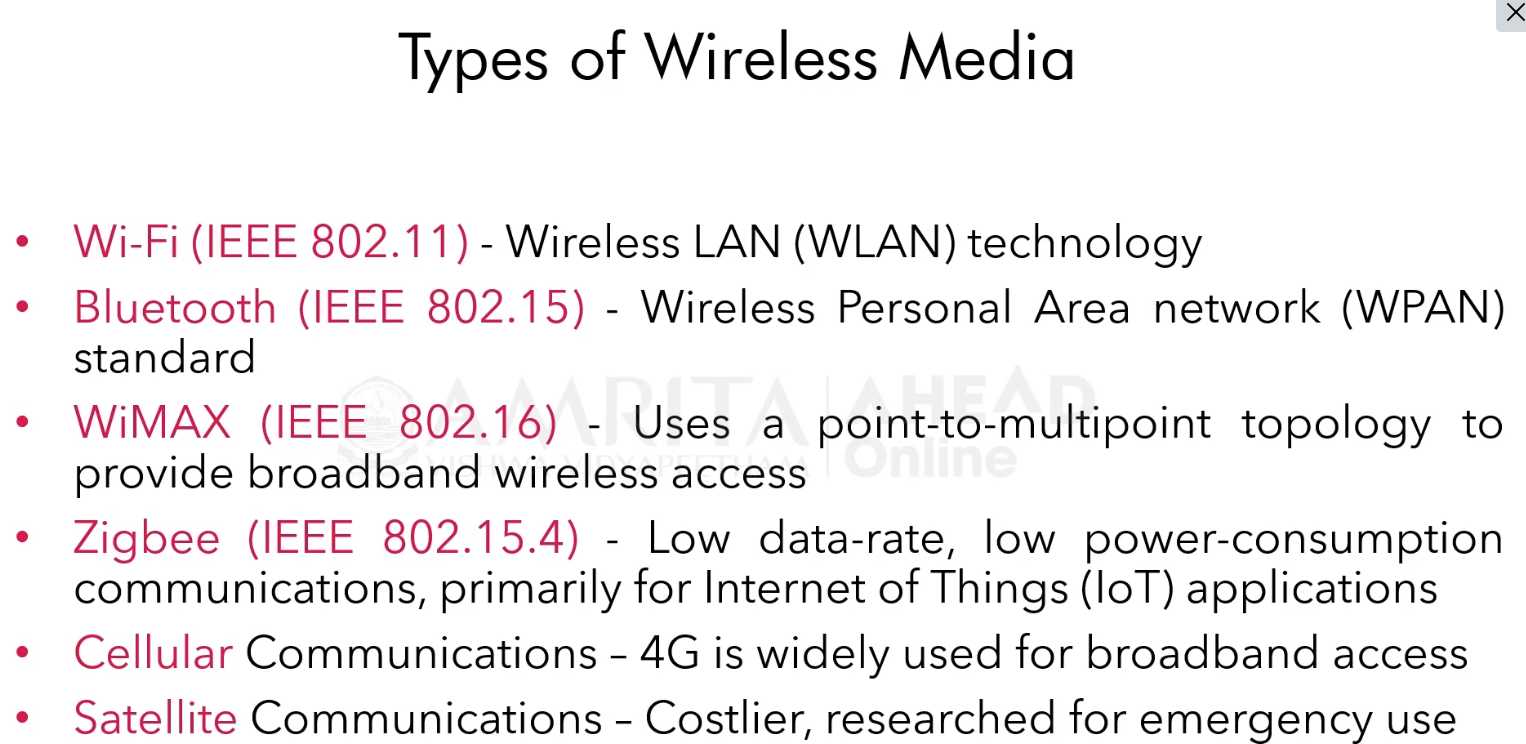 Types of Wireless Media
• Wi-Fi (IEEE 802.11) - Wireless LAN (WLAN) technology
• Bluetooth (IEEE 802.15) - Wireless Personal Area network (WPAN)
standard
• WiMAX (IEEE 802.16) - Uses a point-to-multipoint topology to
provide broadband wireless access
• Zigbee (IEEE 802.15.4) - Low data-rate, low power-consumption
communications, primarily for Internet of Things (IoT) applications
• Cellular Communications – 4G is widely used for broadband access
• Satellite Communications – Costlier, researched for emergency use
AMRITA
VISHWA VIDYAPEETHAM
AHEAD
Online